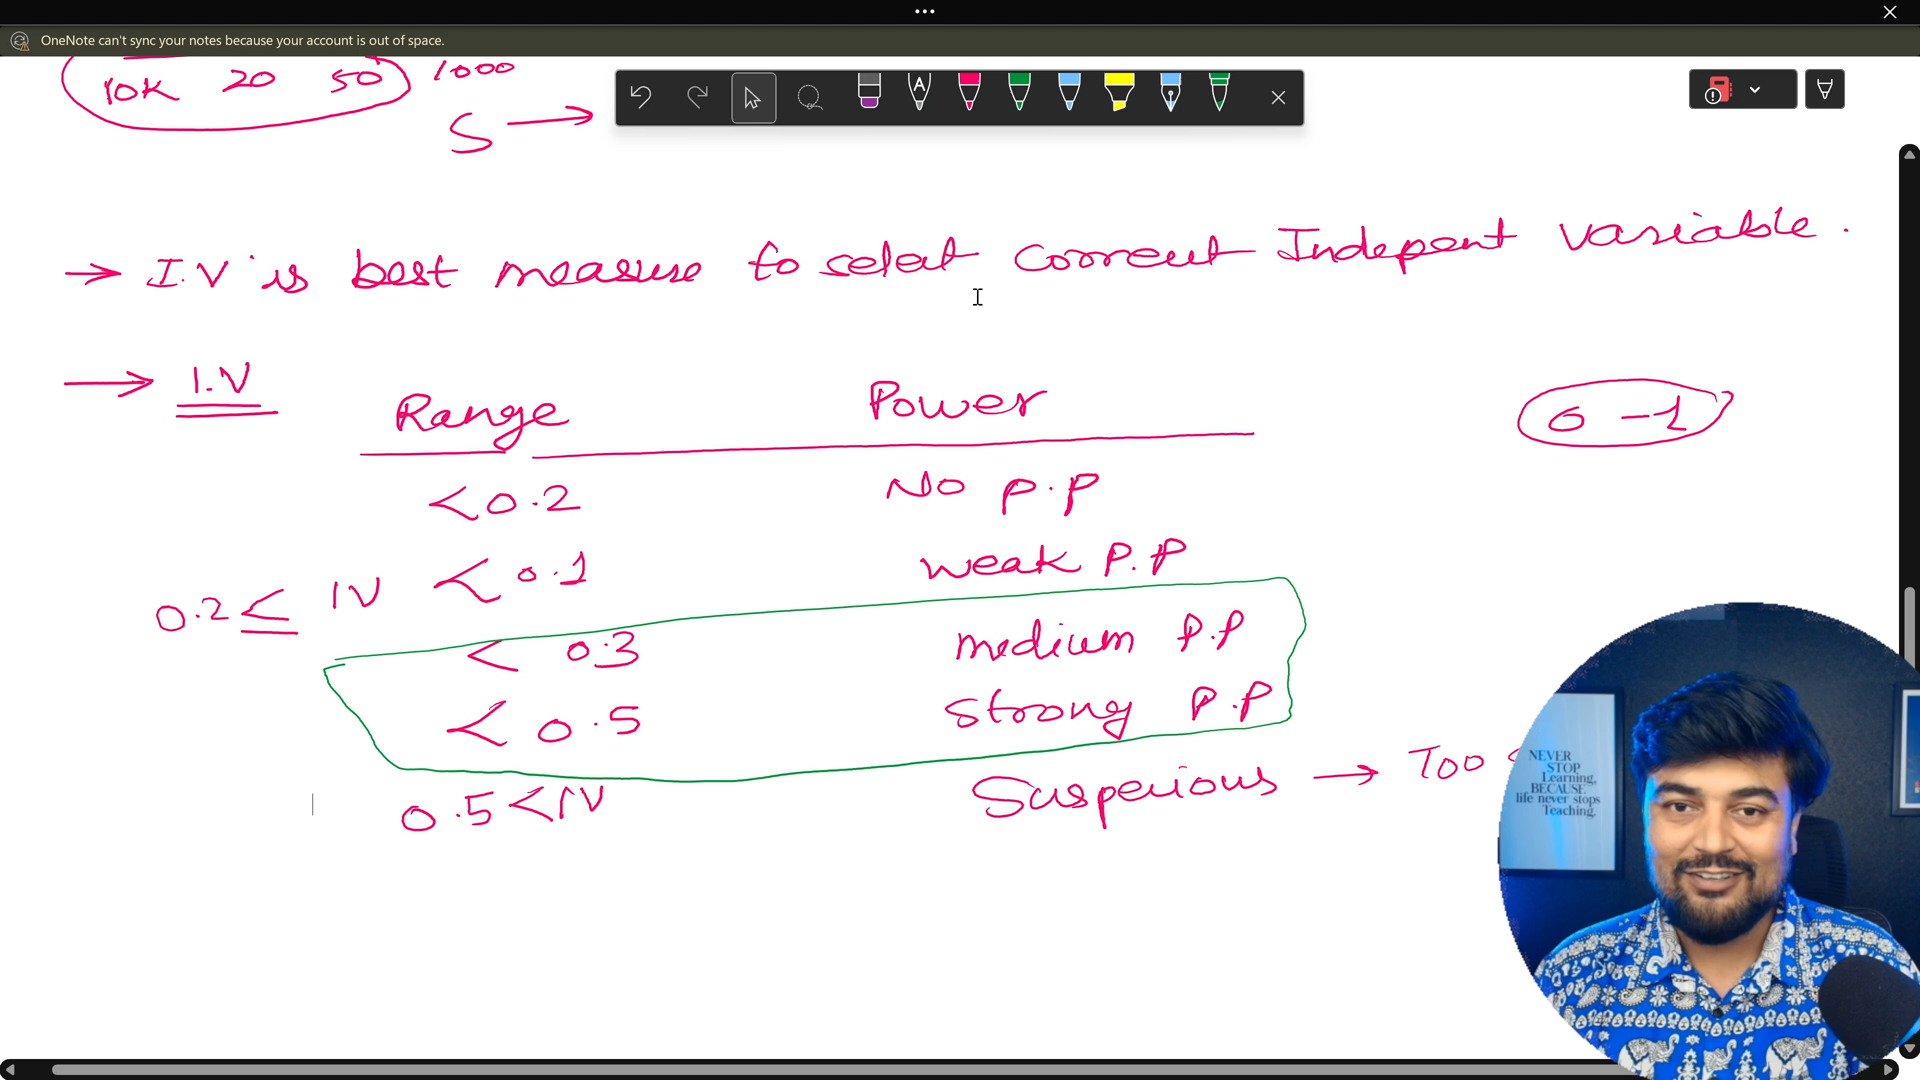 OneNote can't sync your notes because your account is out of space.
10K 20 50 1000
S →
A
→ I.V is best measure to select Correct Indepent variable.
→ I.V
Range Power
0 - 1
< 0.2 No P.P
0.2 ≤ IV < 0.1 weak P.P
< 0.3 medium P.P
< 0.5 Strong P.P
0.5 < IV Suspecious → Too
NEVER
STOP
Learning,
BECAUSE
life never stops
Teaching.